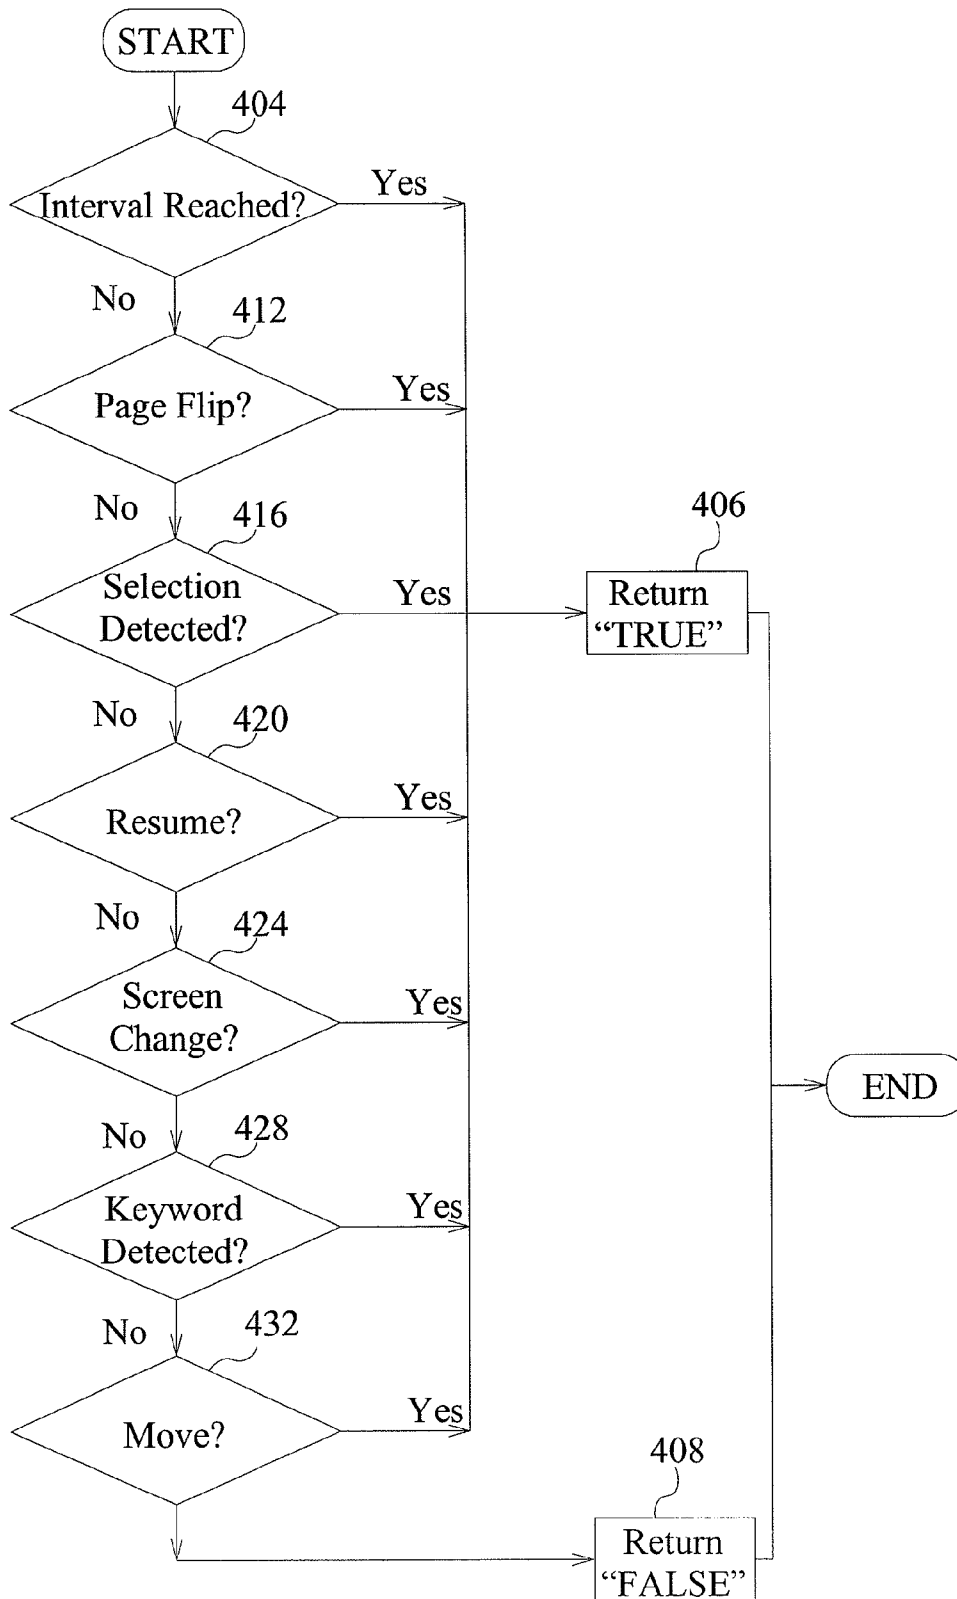 START
404
Interval Reached?
Yes
No
412
Page Flip?
Yes
No
416
Selection
Detected?
Yes
406
Return
“TRUE”
No
420
Resume?
Yes
No
424
Screen
Change?
Yes
END
No
428
Keyword
Detected?
Yes
No
432
Move?
Yes
408
Return
“FALSE”